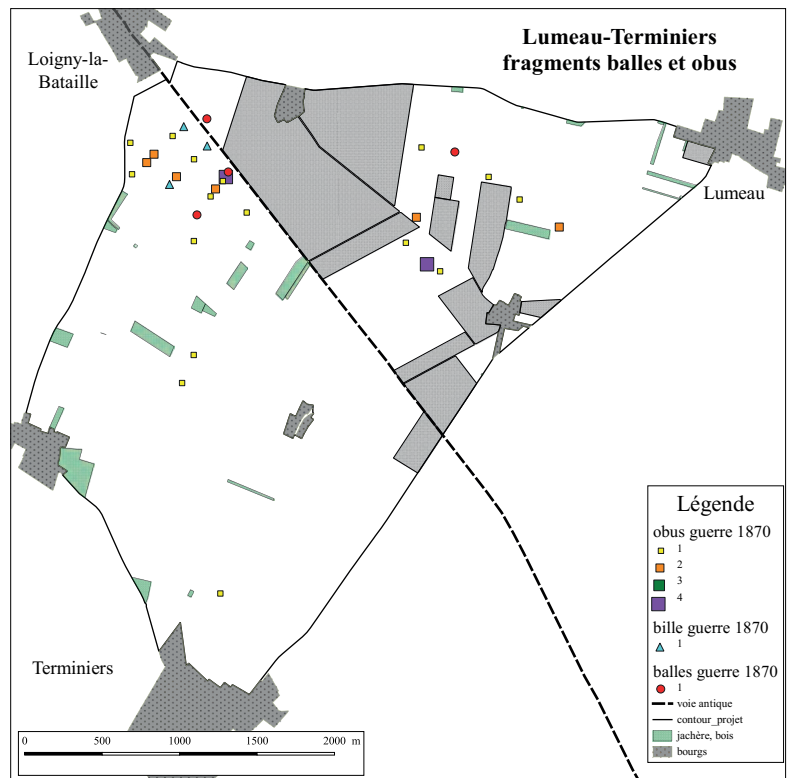 Lumeau-Terminiers
fragments balles et obus
Loigny-la-
Bataille
Lumeau
Terminiers
Légende
obus guerre 1870
1
2
3
4
bille guerre 1870
1
balles guerre 1870
1
voie antique
contour_projet
jachère, bois
bourgs
0 500 1000 1500 2000 m